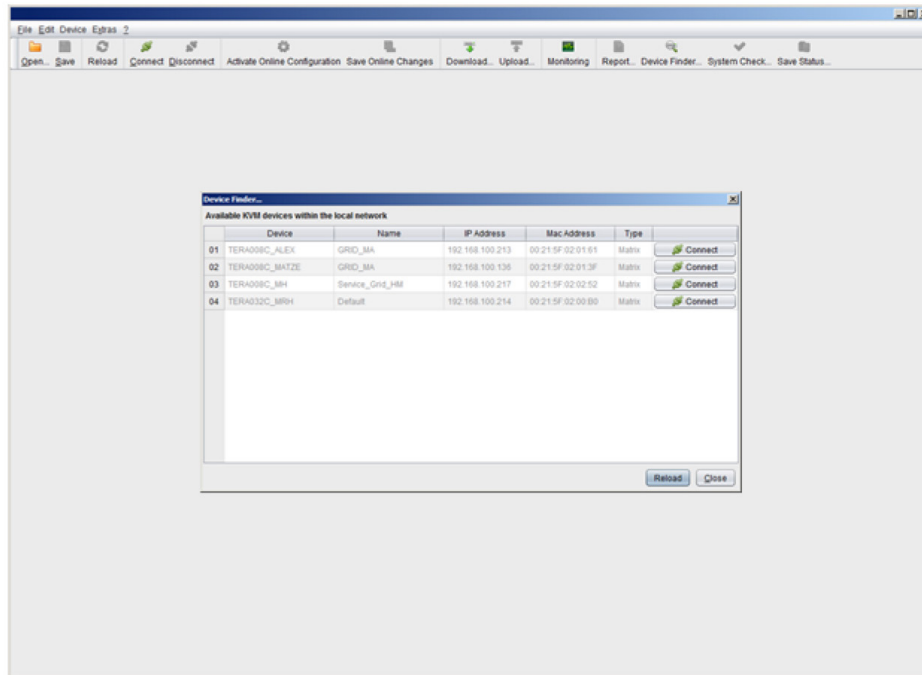 File Edit Device Extras ?
Open... Save Reload Connect Disconnect Activate Online Configuration Save Online Changes Download... Upload... Monitoring Report... Device Finder... System Check... Save Status...
Device Finder...
Available KVM devices within the local network
Device Name IP Address Mac Address Type
01 TERA008C_ALEX GRID_MA 192.168.100.213 00:21:5F:02:01:61 Matrix Connect
02 TERA008C_MATZE GRID_MA 192.168.100.136 00:21:5F:02:01:3F Matrix Connect
03 TERA008C_MH Service_Grid_HM 192.168.100.217 00:21:5F:02:02:52 Matrix Connect
04 TERA032C_MRH Default 192.168.100.214 00:21:5F:02:00:B0 Matrix Connect
Reload Close